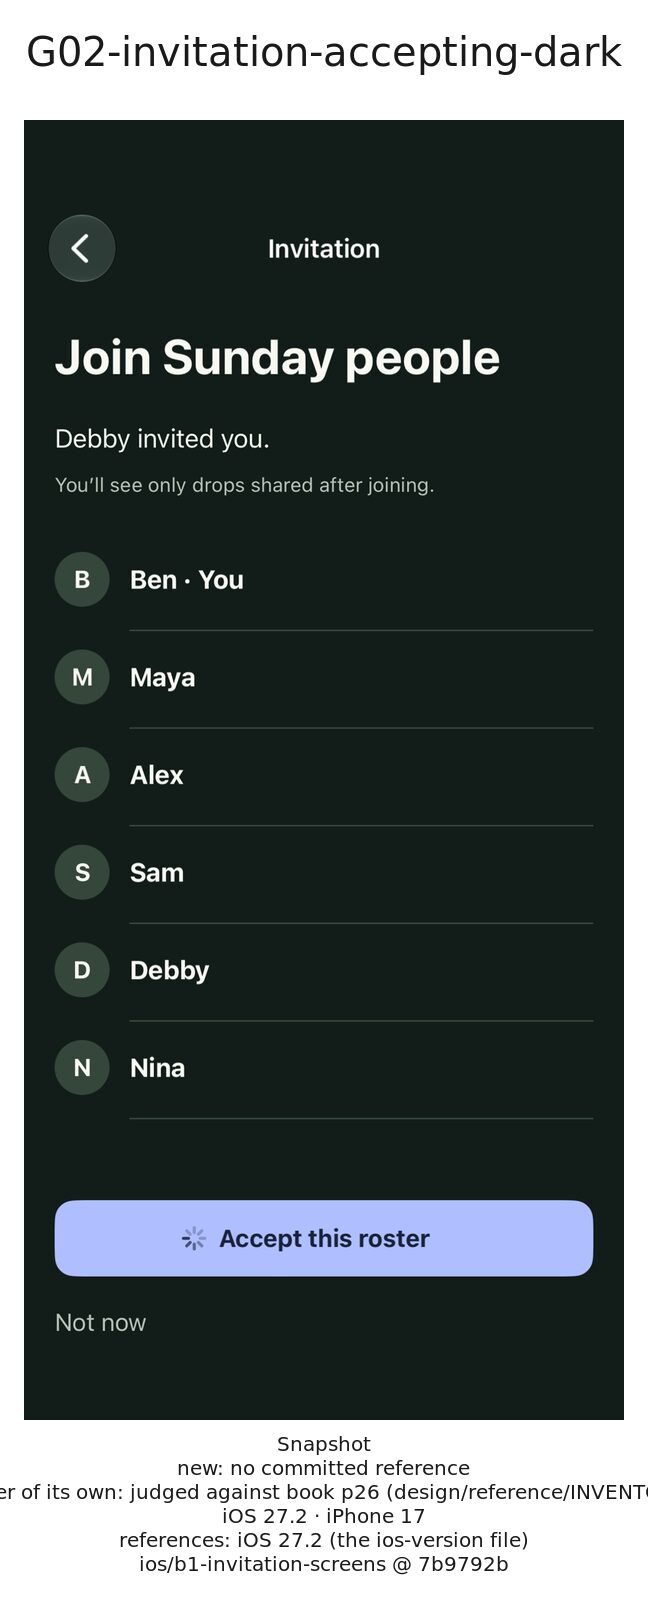 G02-invitation-accepting-dark
Invitation
Join Sunday people
Debby invited you.
You’ll see only drops shared after joining.
B
Ben · You
M
Maya
A
Alex
S
Sam
D
Debby
N
Nina
Accept this roster
Not now
Snapshot
new: no committed reference
of its own: judged against book p26
iOS 27.2 · iPhone 17
references: iOS 27.2 (the ios-version file)
ios/b1-invitation-screens @ 7b9792b